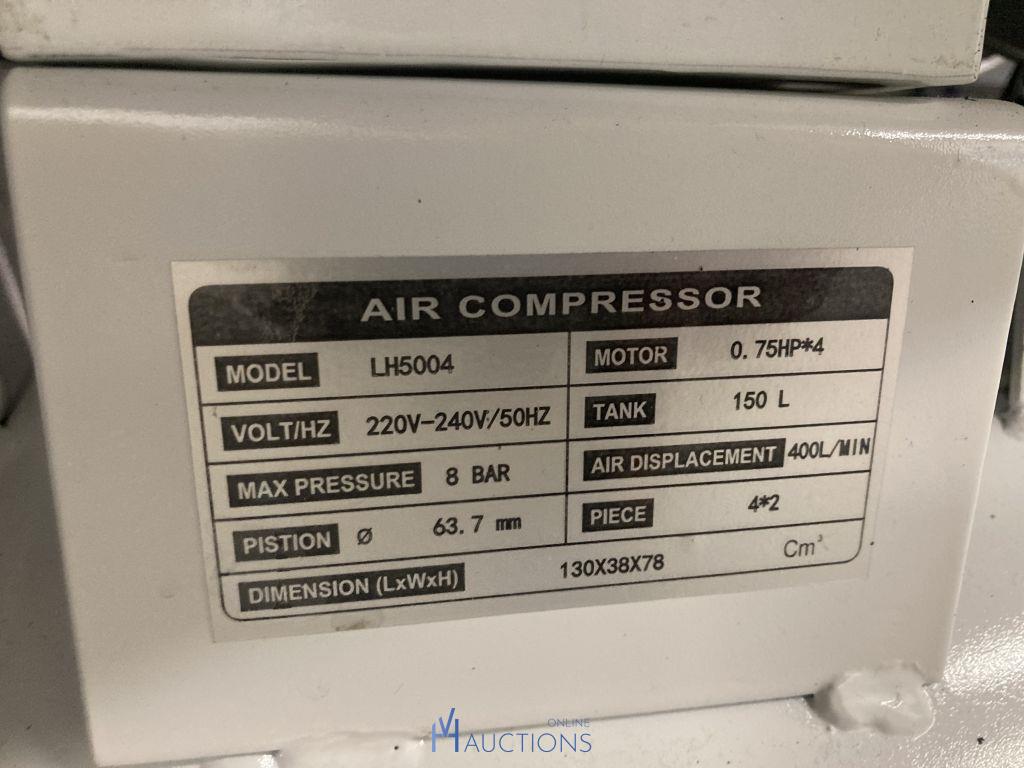 AIR COMPRESSOR
MODEL LH5004 MOTOR 0.75HP*4
VOLT/HZ 220V-240V/50HZ TANK 150 L
MAX PRESSURE 8 BAR AIR DISPLACEMENT 400L/MIN
PISTION Ø 63.7 mm PIECE 4*2
DIMENSION (LxWxH) 130X38X78 Cm³
ONLINE
AUCTIONS